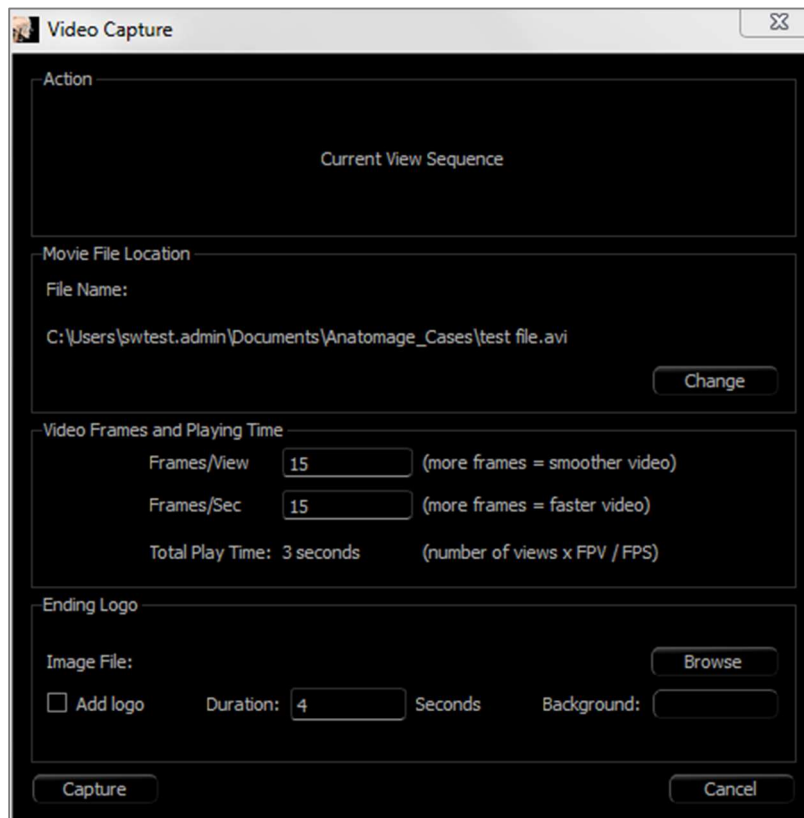 Video Capture
Action
Current View Sequence
Movie File Location
File Name:
C:\Users\swtest.admin\Documents\Anatomage_Cases\test file.avi
Change
Video Frames and Playing Time
Frames/View 15 (more frames = smoother video)
Frames/Sec 15 (more frames = faster video)
Total Play Time: 3 seconds (number of views x FPV / FPS)
Ending Logo
Image File: Browse
Add logo Duration: 4 Seconds Background:
Capture Cancel